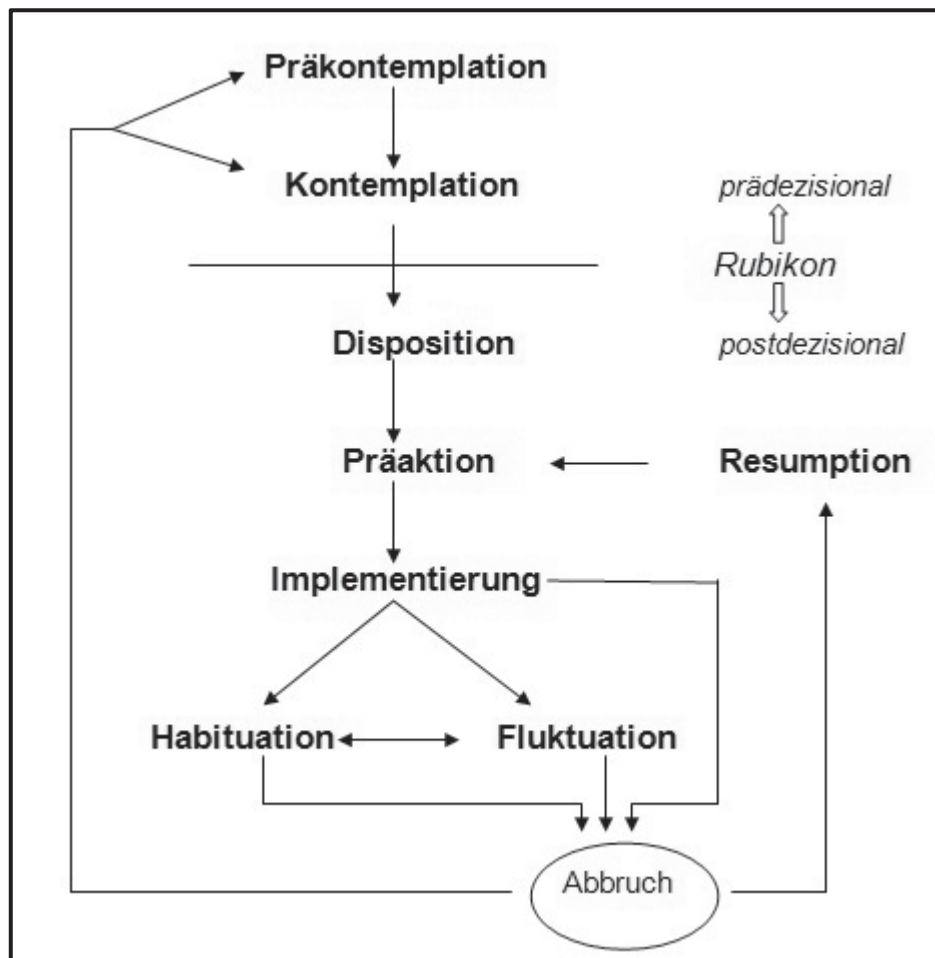 Präkontemplation
Kontemplation
prädezisional
Rubikon
Disposition
postdezisional
Präaktion
Resumption
Implementierung
Habituation
Fluktuation
Abbruch